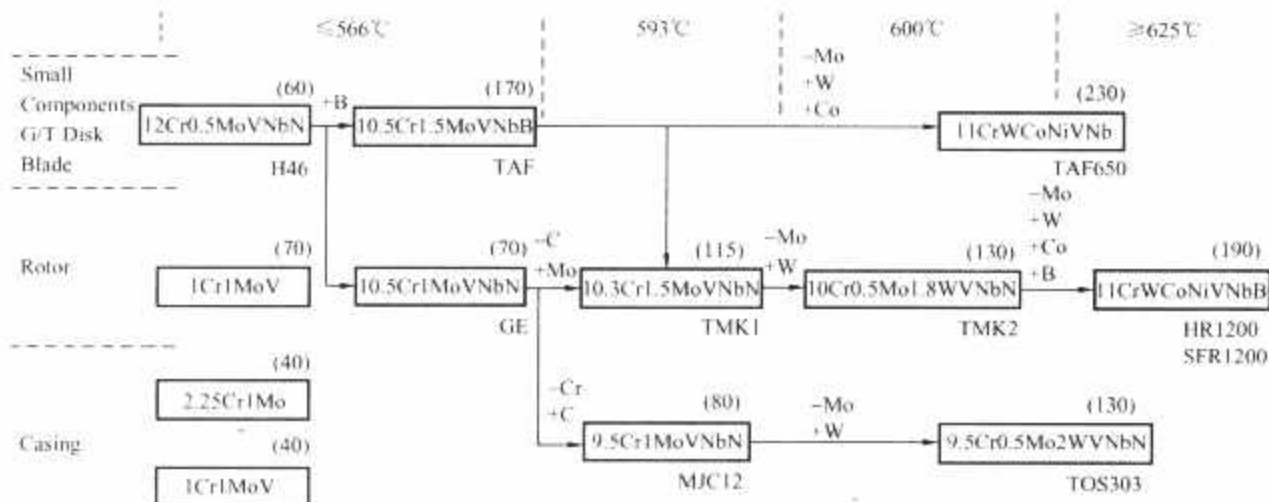 ≤566℃
593℃
600℃
≥625℃
Small
Components
G/T Disk
Blade
(60)
12Cr0.5MoVNbN
H46
+B
(170)
10.5Cr1.5MoVNbB
TAF
−Mo
+W
+Co
(230)
11CrWCoNiVNb
TAF650
Rotor
(70)
1Cr1MoV
(70)
10.5Cr1MoVNbN
GE
−C
+Mo
(115)
10.3Cr1.5MoVNbN
TMK1
−Mo
+W
(130)
10Cr0.5Mo1.8WVNbN
TMK2
−Mo
+W
+Co
+B
(190)
11CrWCoNiVNbB
HR1200
SFR1200
Casing
(40)
2.25Cr1Mo
(40)
1Cr1MoV
−Cr
+C
(80)
9.5Cr1MoVNbN
MJC12
−Mo
+W
(130)
9.5Cr0.5Mo2WVNbN
TOS303